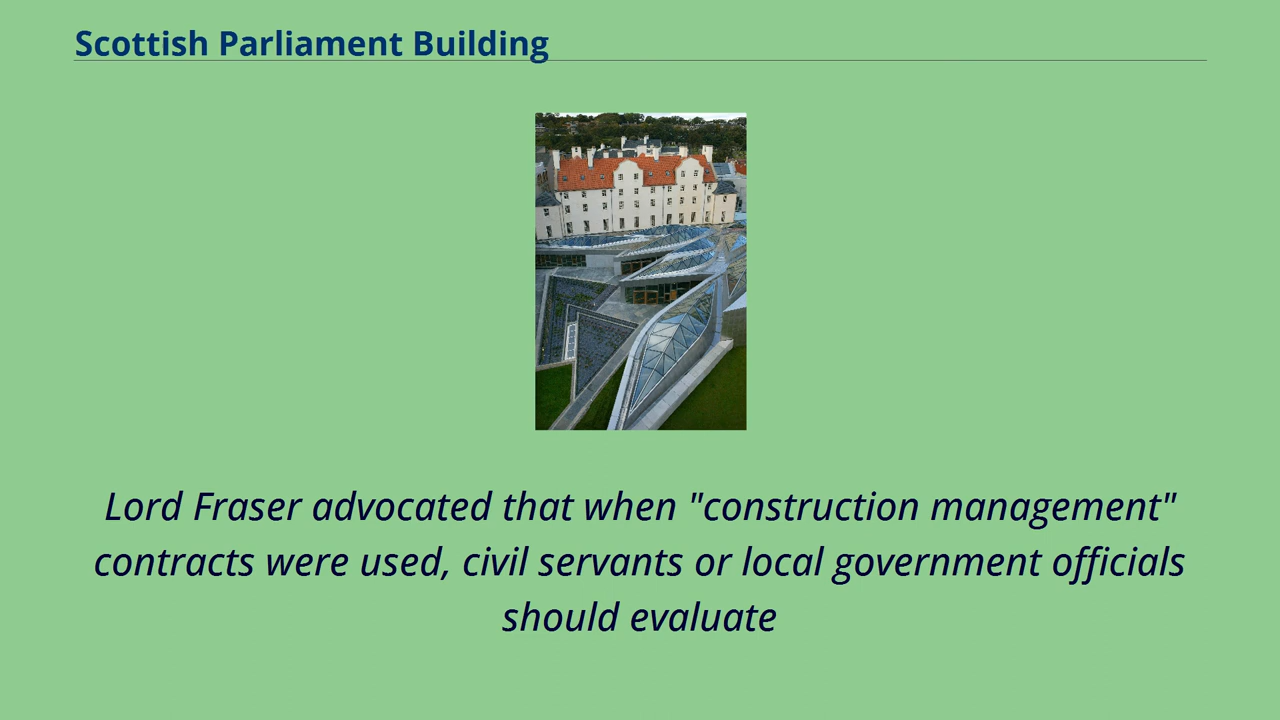 Scottish Parliament Building
Lord Fraser advocated that when "construction management"
contracts were used, civil servants or local government officials
should evaluate